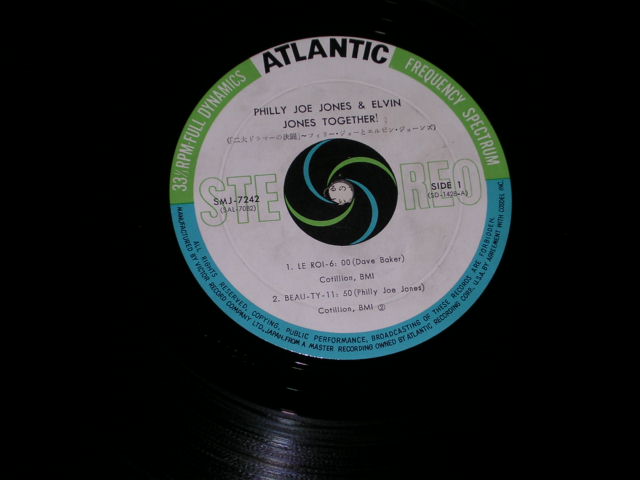 ATLANTIC
33⅓RPM-FULL DYNAMICS
FREQUENCY SPECTRUM
PHILLY JOE JONES & ELVIN
JONES TOGETHER!
(「二大ドラマーの決闘」~フィリー・ジョーとエルビン・ジョーンズ)
STEREO
SMJ-7242
(SAL-7082)
SIDE 1
(SD-1428-A)
1. LE ROI-6: 00 (Dave Baker)
Cotillion, BMI
2. BEAU-TY-11: 50 (Philly Joe Jones)
Cotillion, BMI ②
ALL RIGHTS RESERVED. COPYING, PUBLIC PERFORMANCE, BROADCASTING OF THESE RECORDS ARE FORBIDDEN.
MANUFACTURED BY VICTOR RECORD COMPANY LTD., JAPAN, FROM A MASTER RECORDING OWNED BY ATLANTIC RECORDING CORP. U.S.A. BY AGREEMENT WITH COSDEL INC.